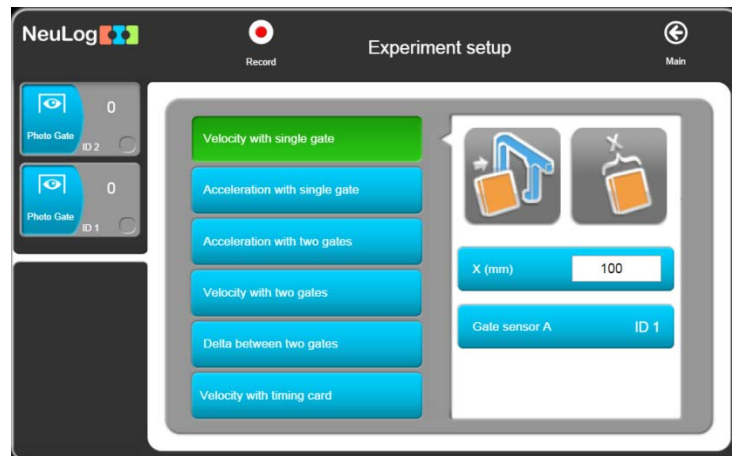 NeuLog
Record
Experiment setup
Main
0
Photo Gate
ID 2
0
Photo Gate
ID 1
Velocity with single gate
Acceleration with single gate
Acceleration with two gates
Velocity with two gates
Delta between two gates
Velocity with timing card
X
X (mm) 100
Gate sensor A ID 1